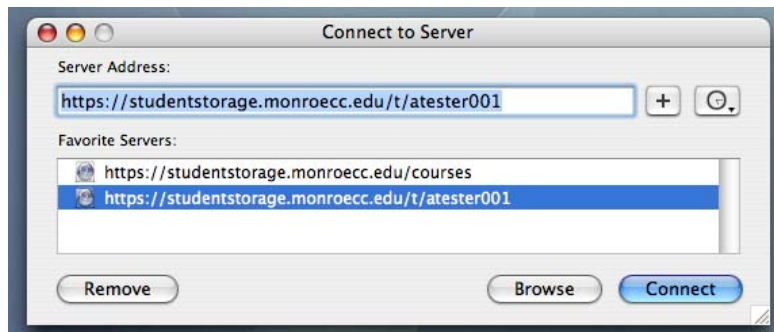 Connect to Server
Server Address:
https://studentstorage.monroecc.edu/t/atester001
+
Favorite Servers:
https://studentstorage.monroecc.edu/courses
https://studentstorage.monroecc.edu/t/atester001
Remove Browse Connect